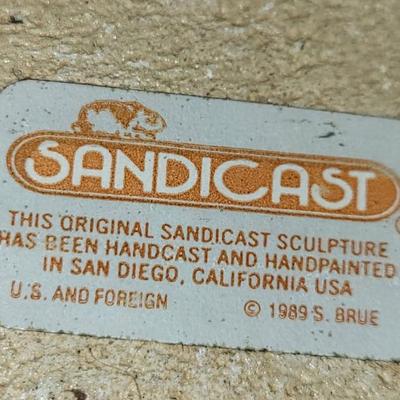 SANDICAST
THIS ORIGINAL SANDICAST SCULPTURE
HAS BEEN HANDCAST AND HANDPAINTED
IN SAN DIEGO, CALIFORNIA USA
U.S. AND FOREIGN © 1989 S. BRUE